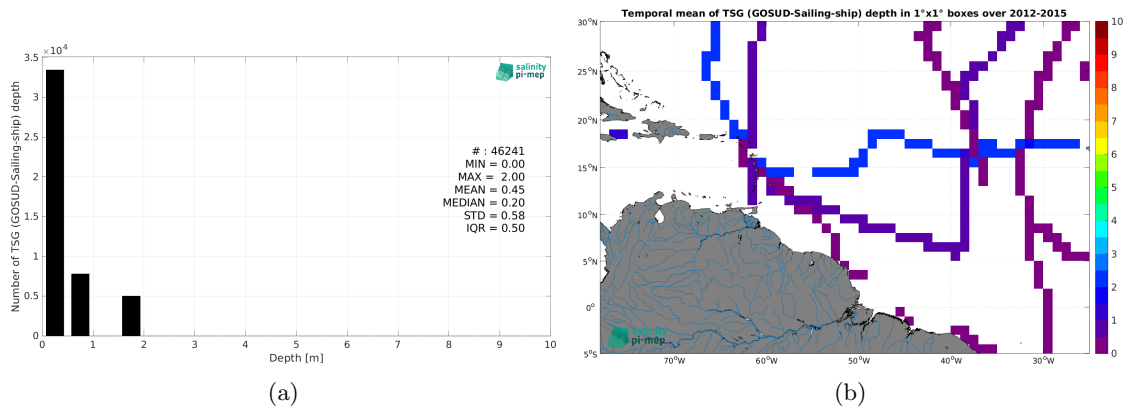 ×10⁴
3.5
3
2.5
2
1.5
1
0.5
0
Number of TSG (GOSUD-Sailing-ship) depth
salinity
pi-mep
# : 46241
MIN = 0.00
MAX = 2.00
MEAN = 0.45
MEDIAN = 0.20
STD = 0.58
IQR = 0.50
0 1 2 3 4 5 6 7 8 9 10
Depth [m]
(a)
Temporal mean of TSG (GOSUD-Sailing-ship) depth in 1°x1° boxes over 2012-2015
30°N
25°N
20°N
15°N
10°N
5°N
0°
5°S
70°W 60°W 50°W 40°W 30°W
salinity
pi-mep
10
9
8
7
6
5
4
3
2
1
0
(b)